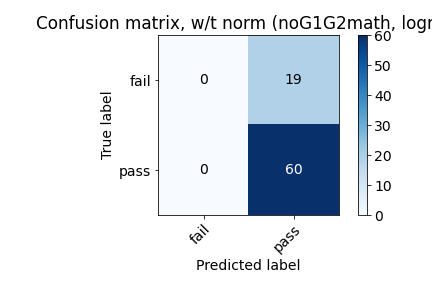 Confusion matrix, w/t norm (noG1G2math, logr
fail
pass
True label
0
19
0
60
fail
pass
Predicted label
60
50
40
30
20
10
0